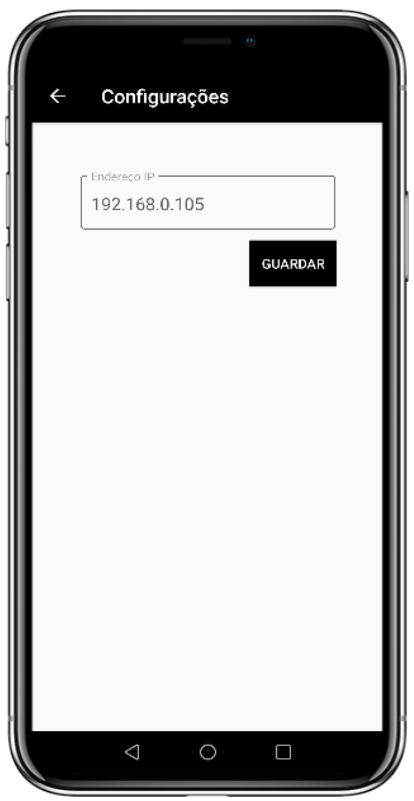 Configurações
Endereço IP
192.168.0.105
GUARDAR